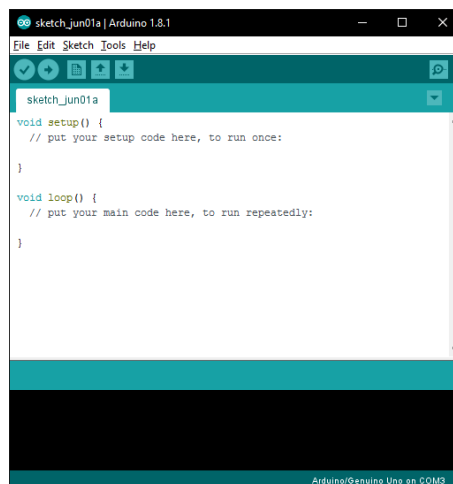 sketch_jun01a | Arduino 1.8.1
File Edit Sketch Tools Help
sketch_jun01a
void setup() {
  // put your setup code here, to run once:
}
void loop() {
  // put your main code here, to run repeatedly:
}
Arduino/Genuino Uno on COM3